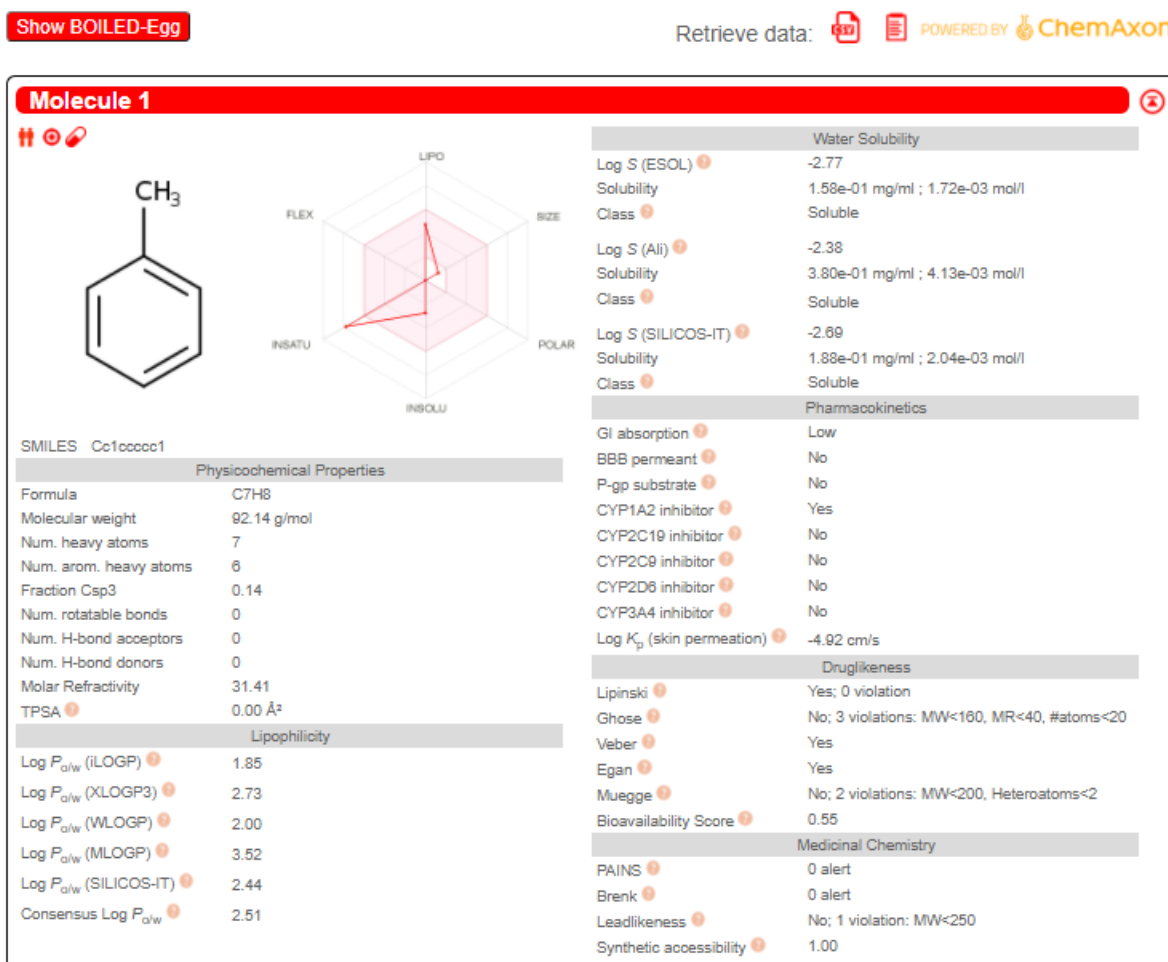 Show BOILED-Egg
Retrieve data: CSV POWERED BY ChemAxon
Molecule 1
CH3
LIPO
FLEX
SIZE
INSATU
POLAR
INSOLU
SMILES Cc1ccccc1
Physicochemical Properties
Formula C7H8
Molecular weight 92.14 g/mol
Num. heavy atoms 7
Num. arom. heavy atoms 6
Fraction Csp3 0.14
Num. rotatable bonds 0
Num. H-bond acceptors 0
Num. H-bond donors 0
Molar Refractivity 31.41
TPSA ? 0.00 Å²
Lipophilicity
Log Po/w (iLOGP) ? 1.85
Log Po/w (XLOGP3) ? 2.73
Log Po/w (WLOGP) ? 2.00
Log Po/w (MLOGP) ? 3.52
Log Po/w (SILICOS-IT) ? 2.44
Consensus Log Po/w ? 2.51
Water Solubility
Log S (ESOL) ? -2.77
Solubility 1.58e-01 mg/ml ; 1.72e-03 mol/l
Class ? Soluble
Log S (Ali) ? -2.38
Solubility 3.80e-01 mg/ml ; 4.13e-03 mol/l
Class ? Soluble
Log S (SILICOS-IT) ? -2.69
Solubility 1.88e-01 mg/ml ; 2.04e-03 mol/l
Class ? Soluble
Pharmacokinetics
GI absorption ? Low
BBB permeant ? No
P-gp substrate ? No
CYP1A2 inhibitor ? Yes
CYP2C19 inhibitor ? No
CYP2C9 inhibitor ? No
CYP2D6 inhibitor ? No
CYP3A4 inhibitor ? No
Log Kp (skin permeation) ? -4.92 cm/s
Druglikeness
Lipinski ? Yes; 0 violation
Ghose ? No; 3 violations: MW<160, MR<40, #atoms<20
Veber ? Yes
Egan ? Yes
Muegge ? No; 2 violations: MW<200, Heteroatoms<2
Bioavailability Score ? 0.55
Medicinal Chemistry
PAINS ? 0 alert
Brenk ? 0 alert
Leadlikeness ? No; 1 violation: MW<250
Synthetic accessibility ? 1.00